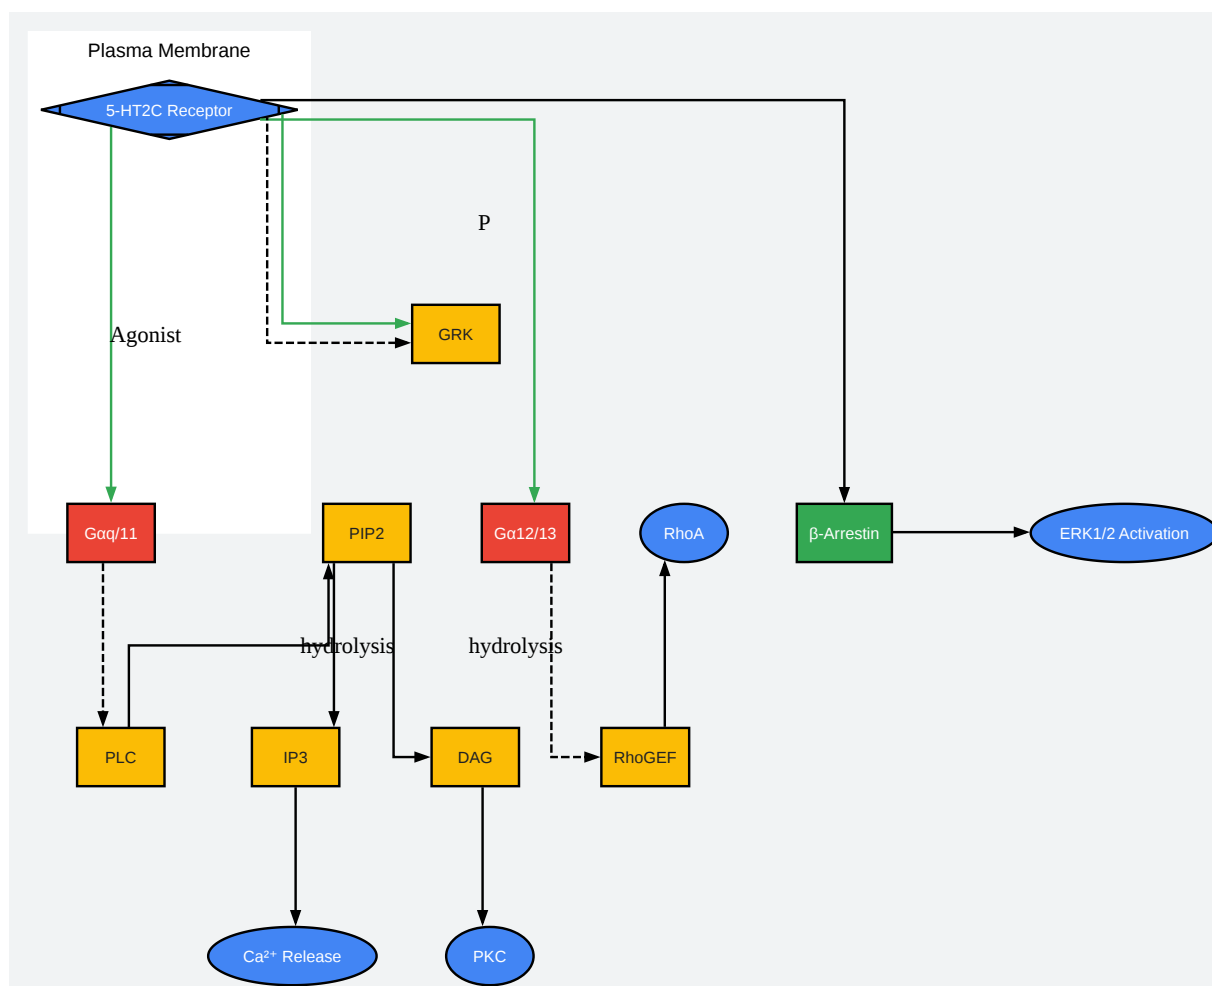 Plasma Membrane
5-HT2C Receptor
P
Agonist
GRK
Gαq/11
PIP2
Gα12/13
RhoA
β-Arrestin
ERK1/2 Activation
hydrolysis
hydrolysis
PLC
IP3
DAG
RhoGEF
Ca²⁺ Release
PKC